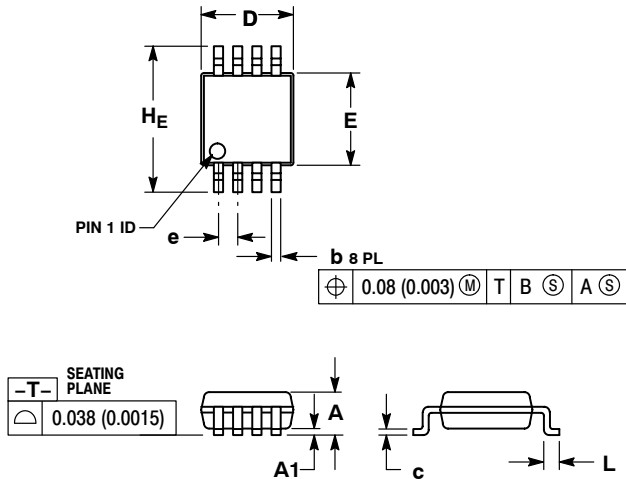 D
HE
E
PIN 1 ID
e
b 8 PL
⌖ 0.08 (0.003) Ⓜ T B Ⓢ A Ⓢ
–T– SEATING
PLANE
⌓ 0.038 (0.0015)
A
A1
c
L